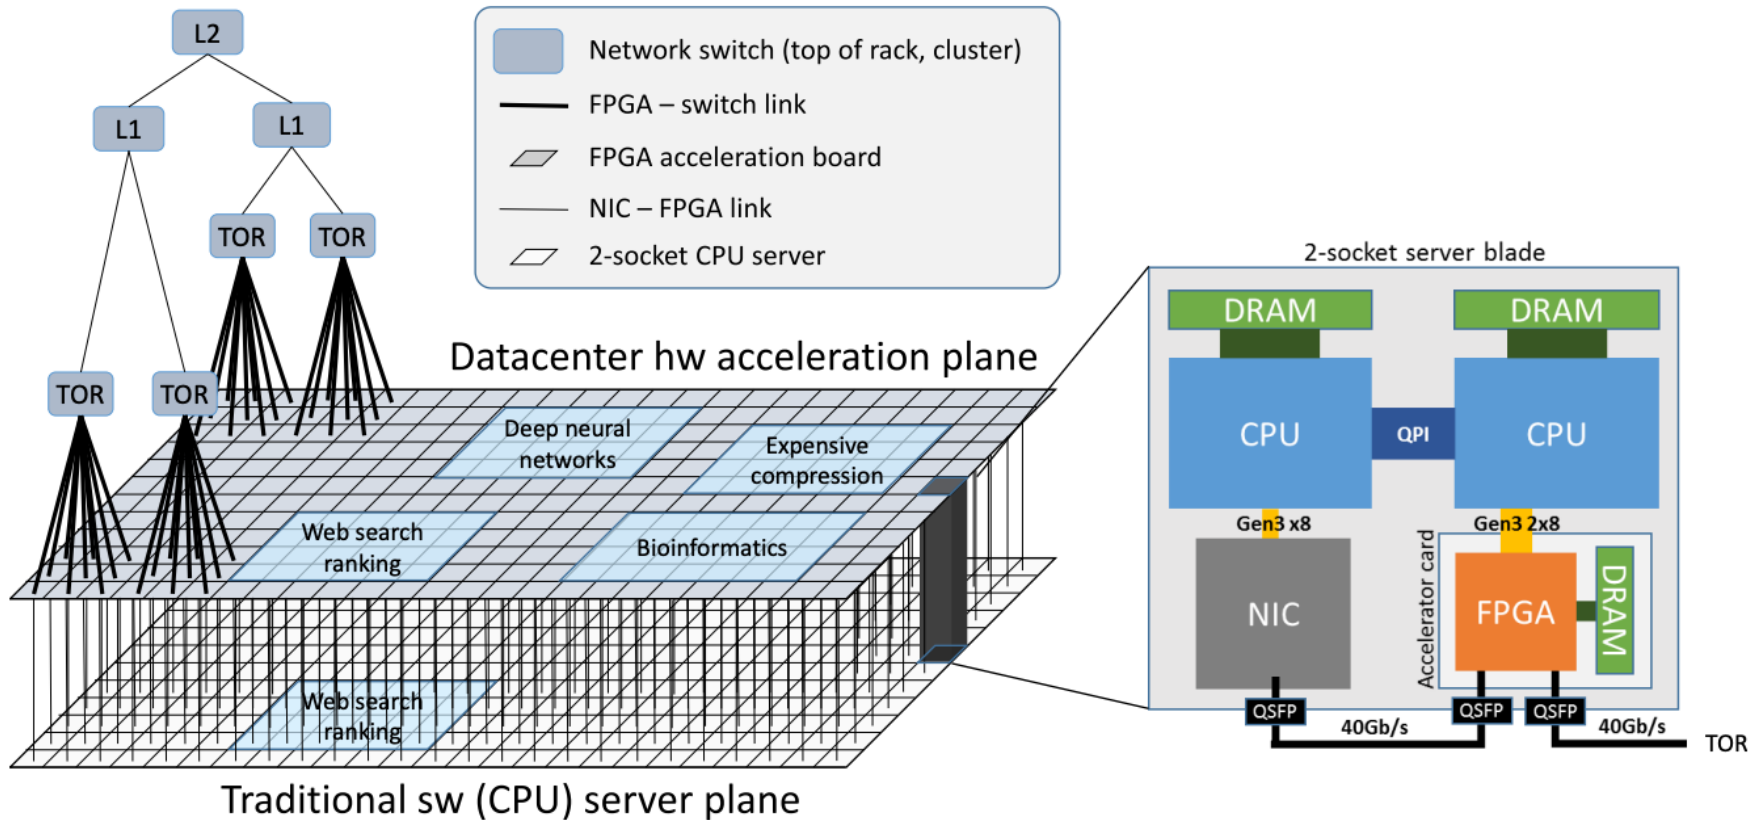 L2
L1
L1
TOR
TOR
TOR
TOR
Network switch (top of rack, cluster)
FPGA – switch link
FPGA acceleration board
NIC – FPGA link
2-socket CPU server
Datacenter hw acceleration plane
Deep neural
networks
Expensive
compression
Web search
ranking
Bioinformatics
Web search
ranking
Traditional sw (CPU) server plane
2-socket server blade
DRAM
DRAM
CPU
QPI
CPU
Gen3 x8
Gen3 2x8
NIC
Accelerator card
FPGA
DRAM
QSFP
QSFP
QSFP
40Gb/s
40Gb/s
TOR